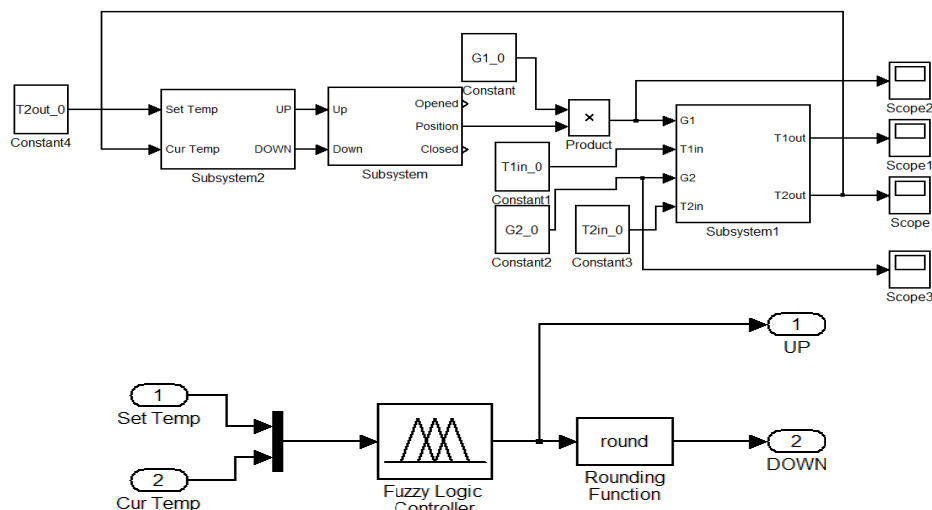 G1_0
Constant
T2out_0
Constant4
Set Temp
Cur Temp
UP
DOWN
Subsystem2
Up
Down
Opened
Position
Closed
Subsystem
×
Product
T1in_0
Constant1
G2_0
Constant2
T2in_0
Constant3
G1
T1in
G2
T2in
T1out
T2out
Subsystem1
Scope2
Scope1
Scope
Scope3
1
Set Temp
2
Cur Temp
Fuzzy Logic
Controller
round
Rounding
Function
1
UP
2
DOWN